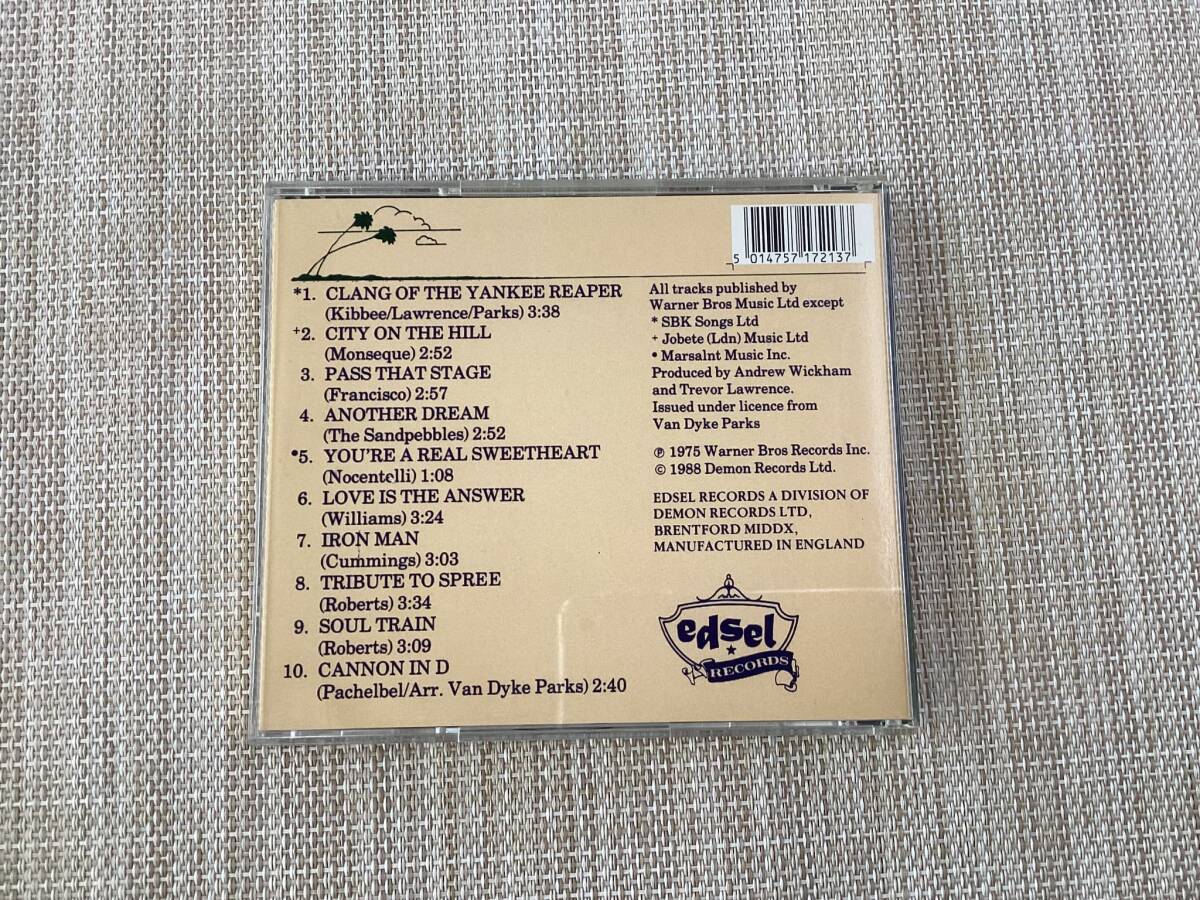 *1. CLANG OF THE YANKEE REAPER
(Kibbee/Lawrence/Parks) 3:38
+2. CITY ON THE HILL
(Monseque) 2:52
3. PASS THAT STAGE
(Francisco) 2:57
4. ANOTHER DREAM
(The Sandpebbles) 2:52
•5. YOU'RE A REAL SWEETHEART
(Nocentelli) 1:08
6. LOVE IS THE ANSWER
(Williams) 3:24
7. IRON MAN
(Cummings) 3:03
8. TRIBUTE TO SPREE
(Roberts) 3:34
9. SOUL TRAIN
(Roberts) 3:09
10. CANNON IN D
(Pachelbel/Arr. Van Dyke Parks) 2:40
5 014757 172137
All tracks published by
Warner Bros Music Ltd except
* SBK Songs Ltd
+ Jobete (Ldn) Music Ltd
• Marsalnt Music Inc.
Produced by Andrew Wickham
and Trevor Lawrence.
Issued under licence from
Van Dyke Parks
℗ 1975 Warner Bros Records Inc.
© 1988 Demon Records Ltd.
EDSEL RECORDS A DIVISION OF
DEMON RECORDS LTD,
BRENTFORD MIDDX,
MANUFACTURED IN ENGLAND
edsel
RECORDS